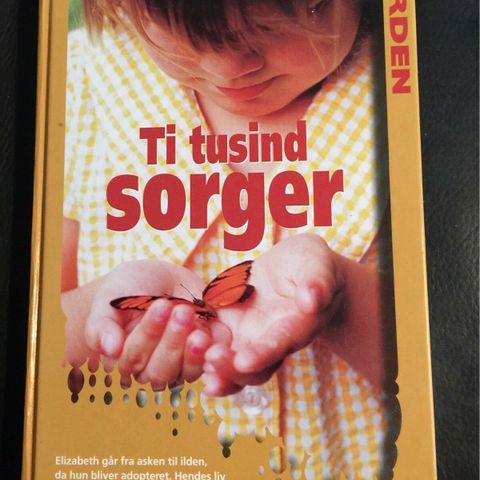 RDEN
Ti tusind
sorger
Elizabeth går fra asken til ilden,
da hun bliver adopteret. Hendes liv